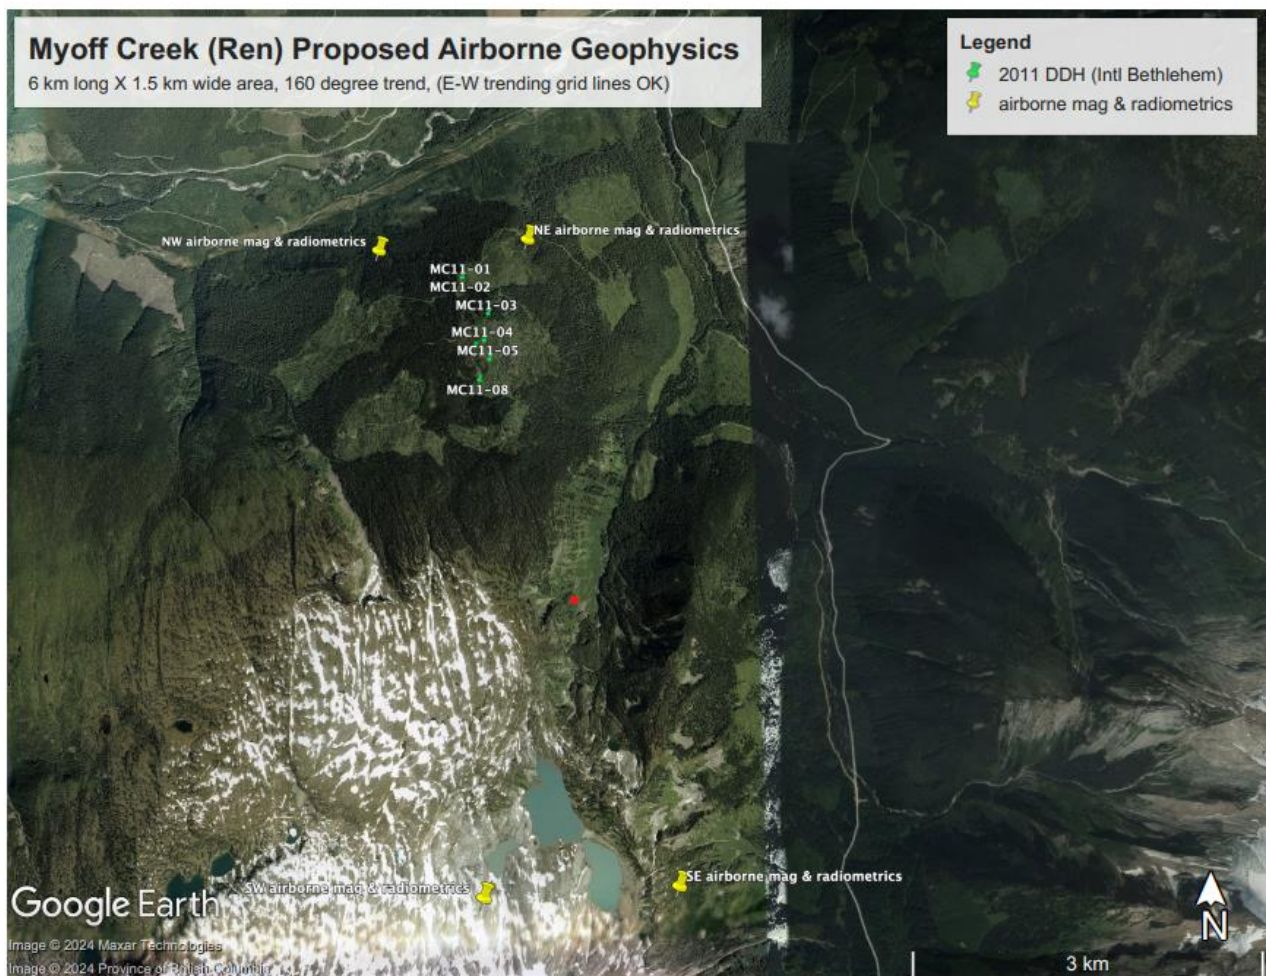 Myoff Creek (Ren) Proposed Airborne Geophysics
6 km long X 1.5 km wide area, 160 degree trend, (E-W trending grid lines OK)
Legend
2011 DDH (Intl Bethlehem)
airborne mag & radiometrics
NW airborne mag & radiometrics
NE airborne mag & radiometrics
MC11-01
MC11-02
MC11-03
MC11-04
MC11-05
MC11-08
SW airborne mag & radiometrics
SE airborne mag & radiometrics
Google Earth
Image © 2024 Maxar Technologies
Image © 2024 Province of British Columbia
N
3 km